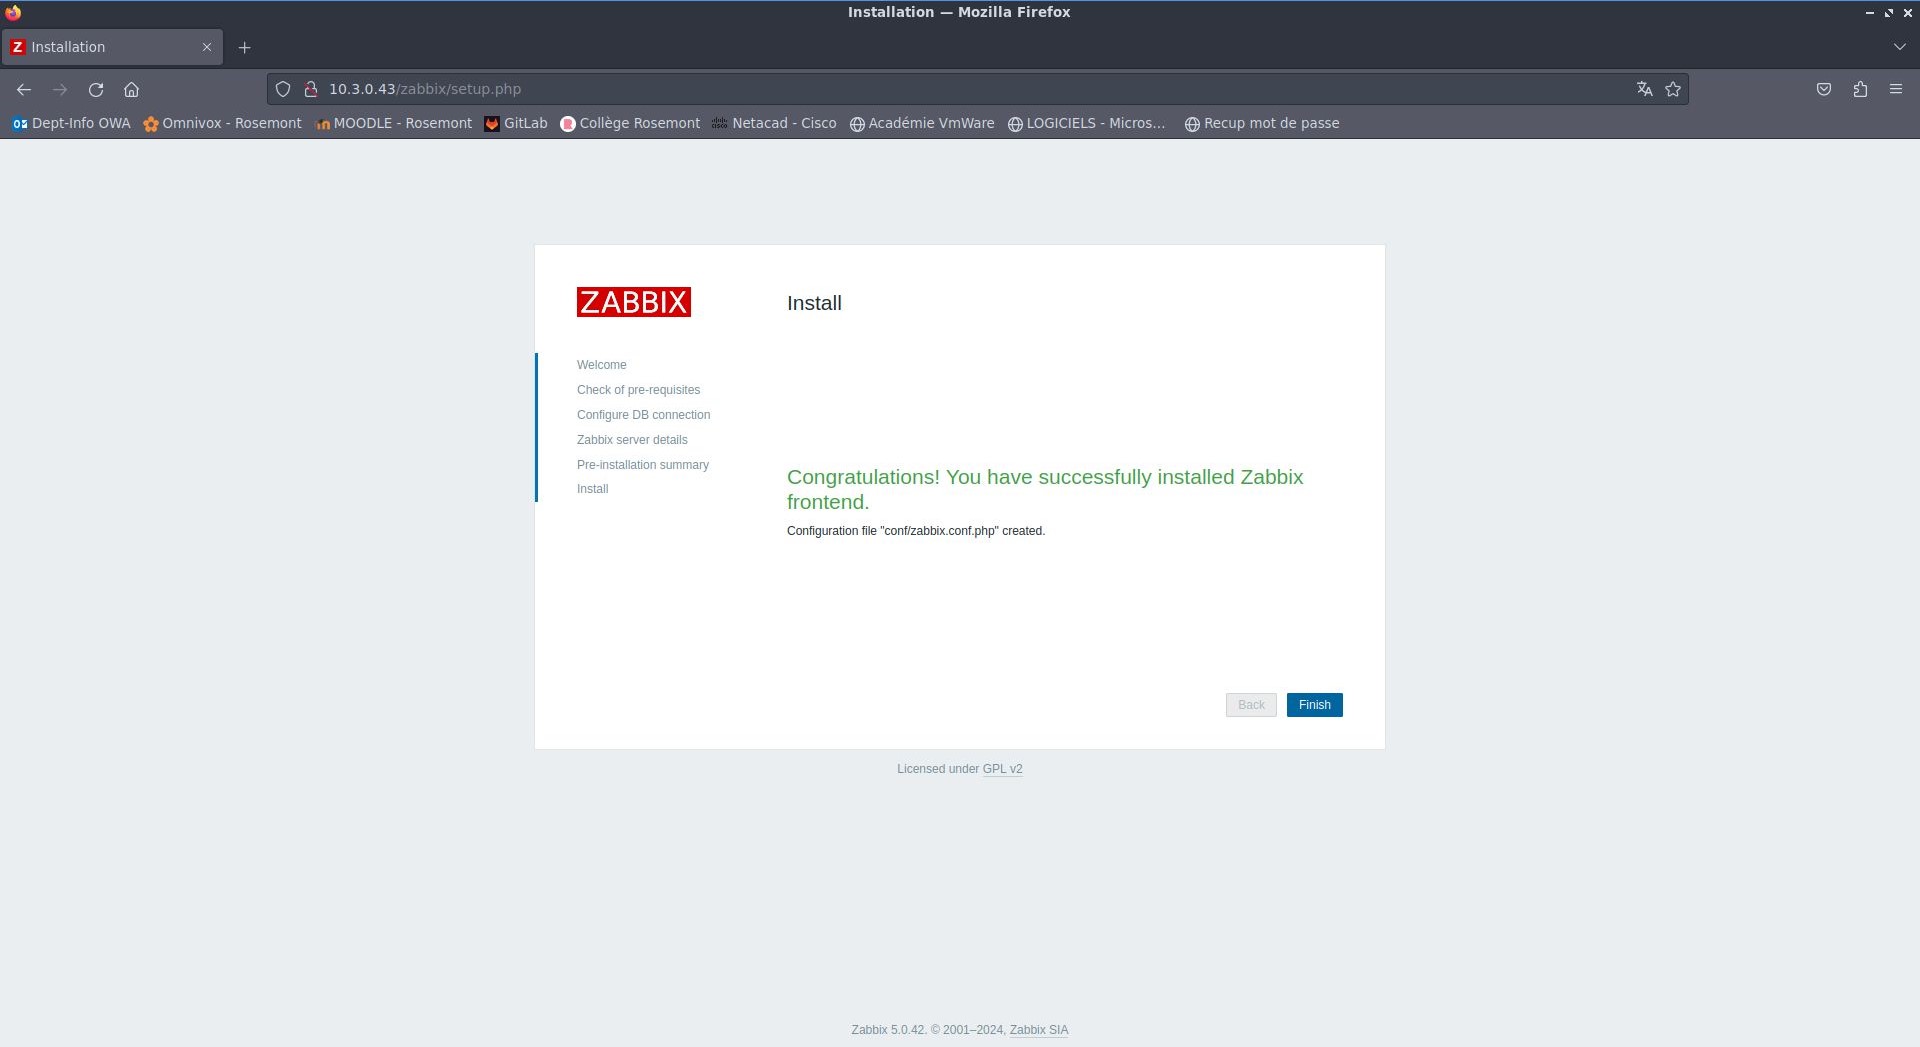 Installation — Mozilla Firefox
Installation
10.3.0.43/zabbix/setup.php
Dept-Info OWA Omnivox - Rosemont MOODLE - Rosemont GitLab Collège Rosemont Netacad - Cisco Académie VmWare LOGICIELS - Micros... Recup mot de passe
ZABBIX
Install
Welcome
Check of pre-requisites
Configure DB connection
Zabbix server details
Pre-installation summary
Install
Congratulations! You have successfully installed Zabbix
frontend.
Configuration file "conf/zabbix.conf.php" created.
Back Finish
Licensed under GPL v2
Zabbix 5.0.42. © 2001–2024, Zabbix SIA